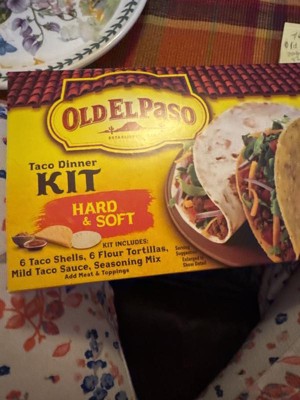 OLD EL PASO
Taco Dinner
KIT
HARD
& SOFT
KIT INCLUDES:
6 Taco Shells, 6 Flour Tortillas,
Mild Taco Sauce, Seasoning Mix
Add Meat & Toppings